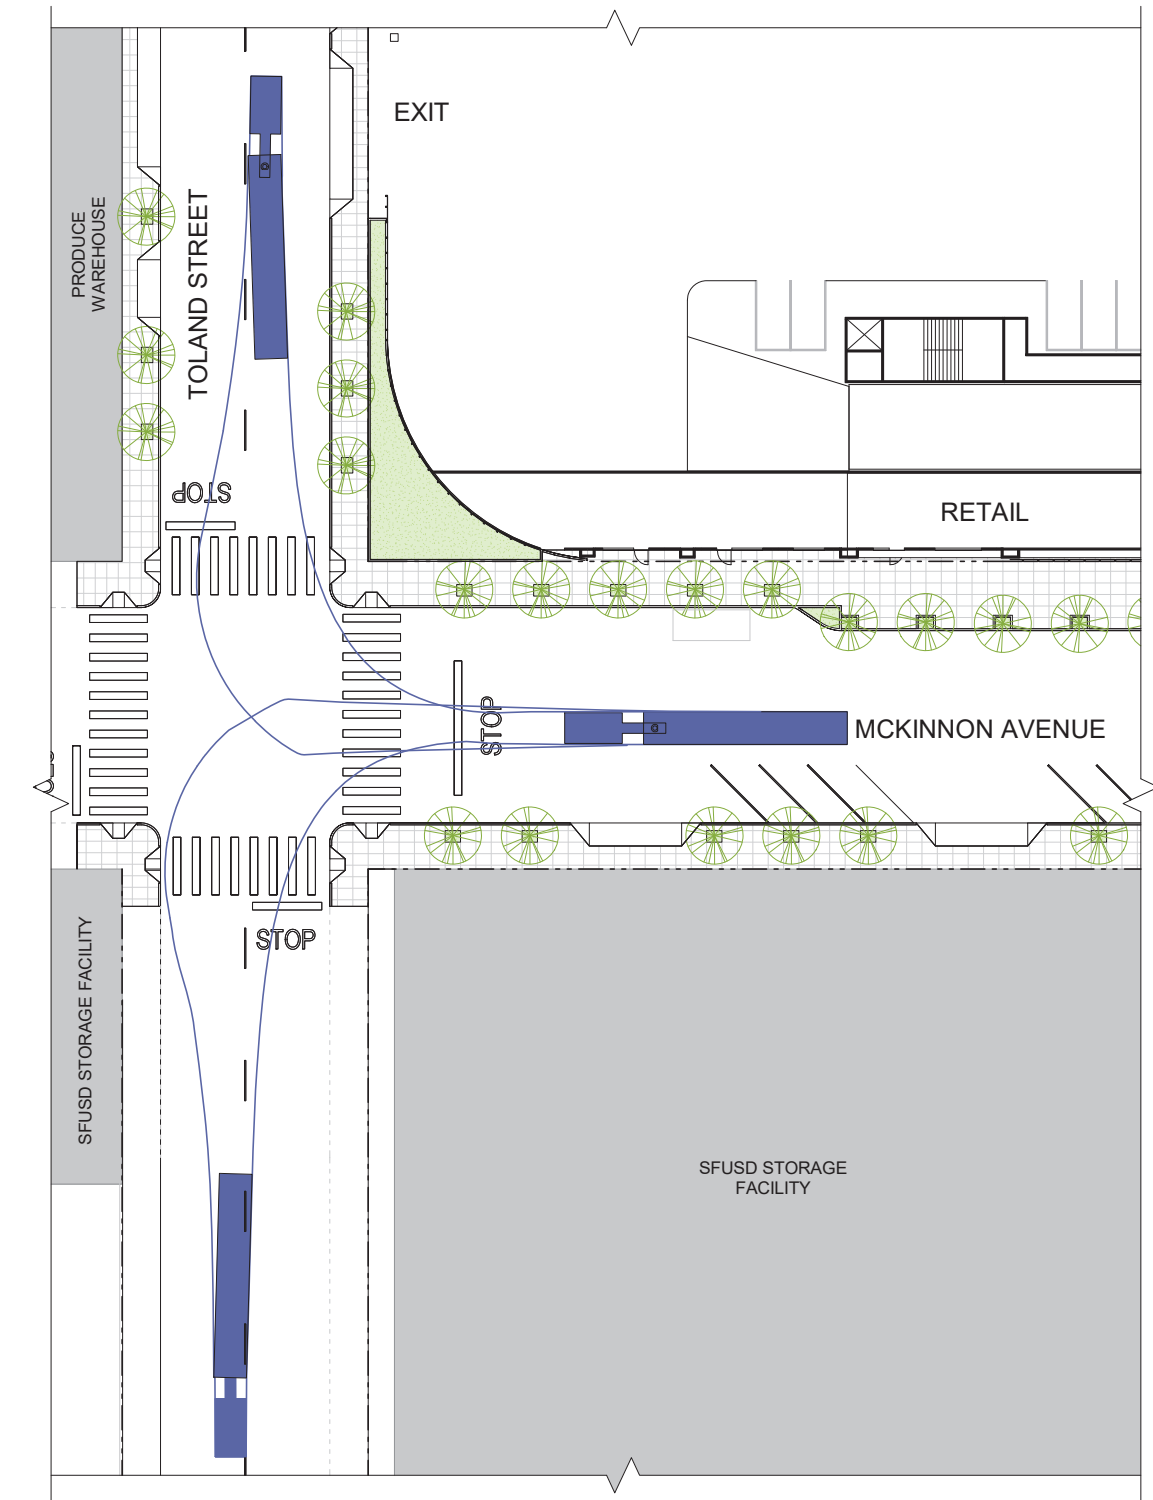 EXIT
PRODUCE
WAREHOUSE
TOLAND STREET
STOP
RETAIL
STOP
MCKINNON AVENUE
STOP
SFUSD STORAGE FACILITY
SFUSD STORAGE
FACILITY